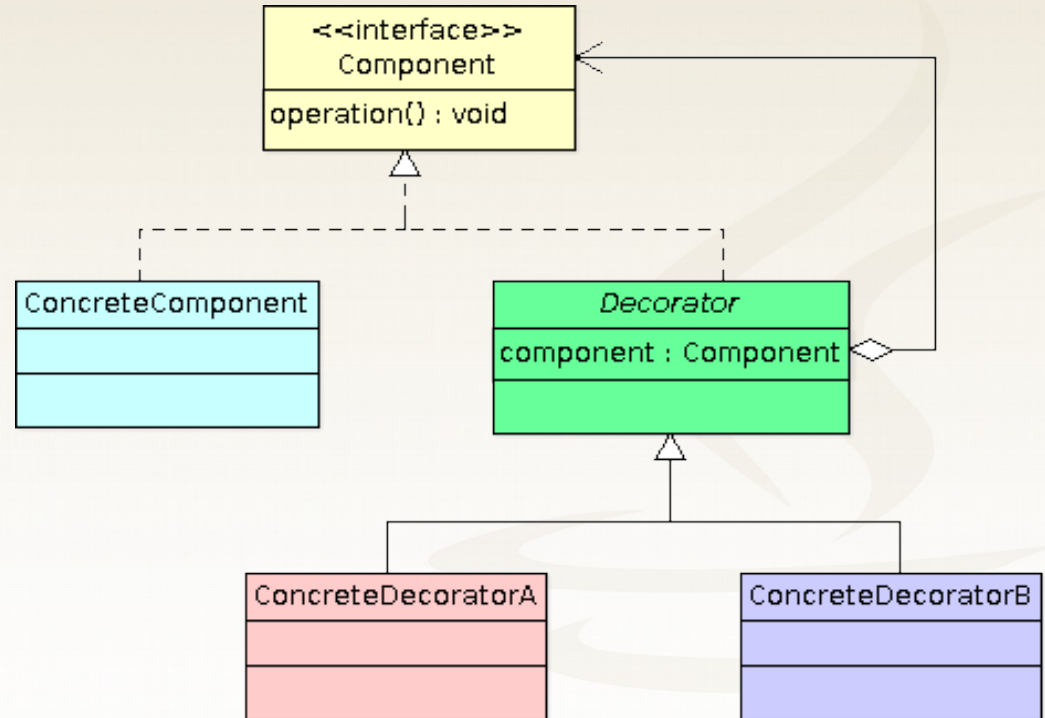 <<interface>>
Component
operation() : void
ConcreteComponent
Decorator
component : Component
ConcreteDecoratorA
ConcreteDecoratorB